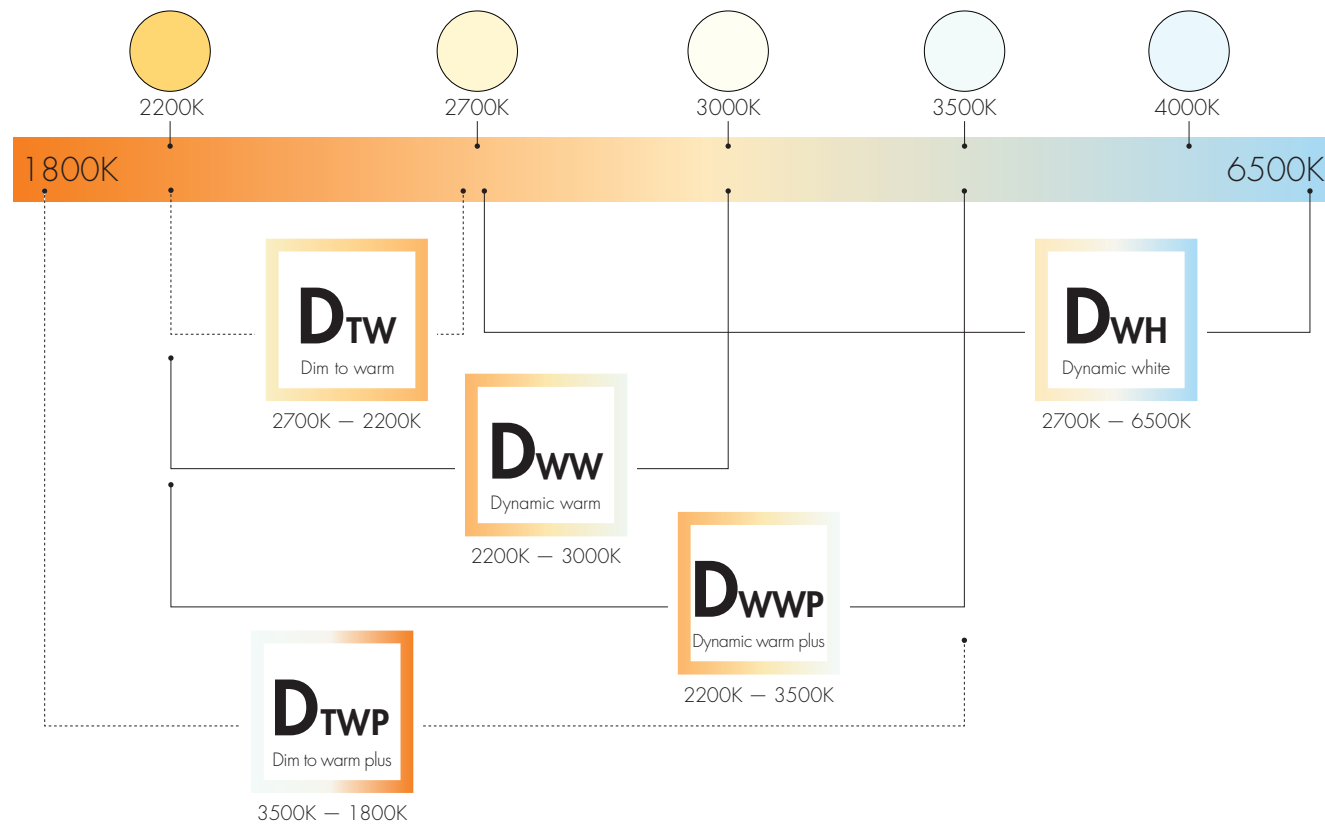 2200K
2700K
3000K
3500K
4000K
1800K
6500K
DTW
Dim to warm
2700K — 2200K
DWH
Dynamic white
2700K — 6500K
DWW
Dynamic warm
2200K — 3000K
DWWP
Dynamic warm plus
2200K — 3500K
DTWP
Dim to warm plus
3500K — 1800K